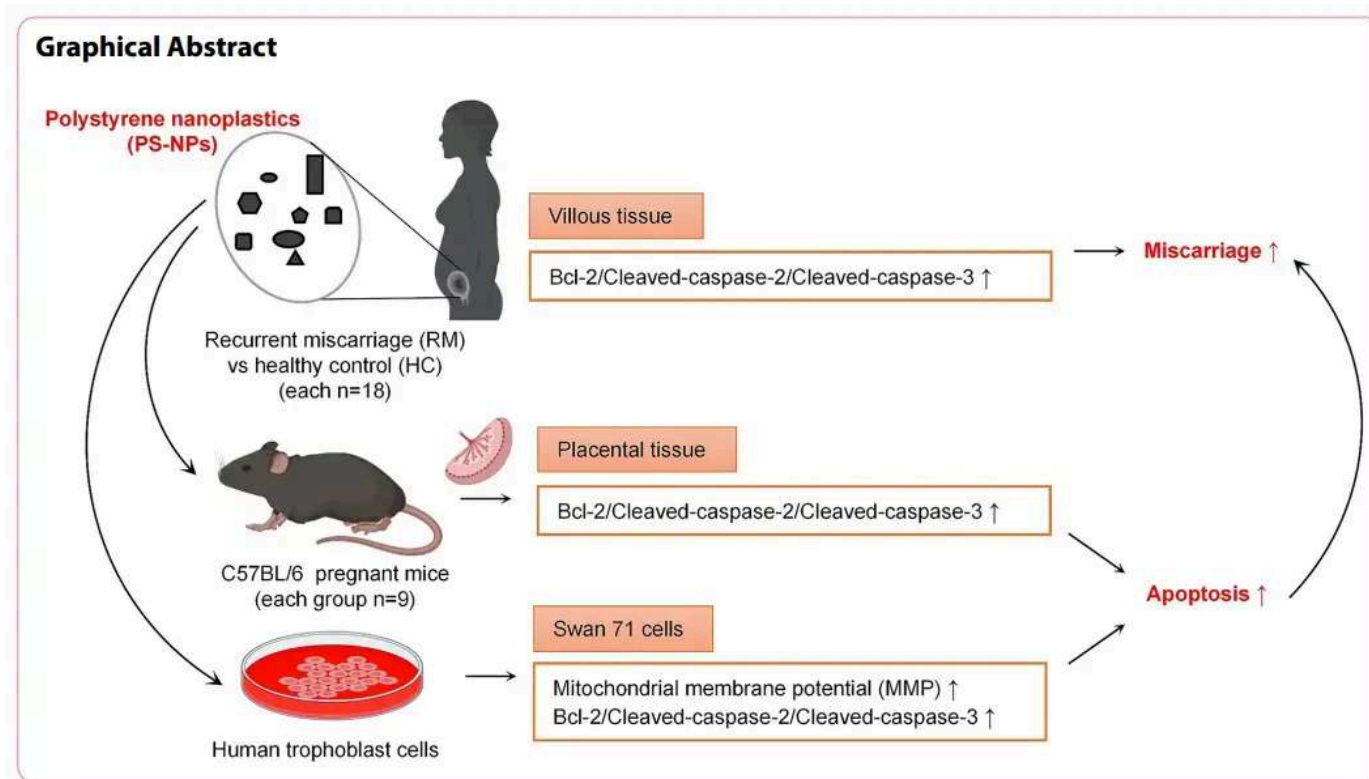 Graphical Abstract
Polystyrene nanoplastics
(PS-NPs)
Villous tissue
Bcl-2/Cleaved-caspase-2/Cleaved-caspase-3 ↑
Miscarriage ↑
Recurrent miscarriage (RM)
vs healthy control (HC)
(each n=18)
Placental tissue
Bcl-2/Cleaved-caspase-2/Cleaved-caspase-3 ↑
C57BL/6 pregnant mice
(each group n=9)
Apoptosis ↑
Swan 71 cells
Mitochondrial membrane potential (MMP) ↑
Bcl-2/Cleaved-caspase-2/Cleaved-caspase-3 ↑
Human trophoblast cells